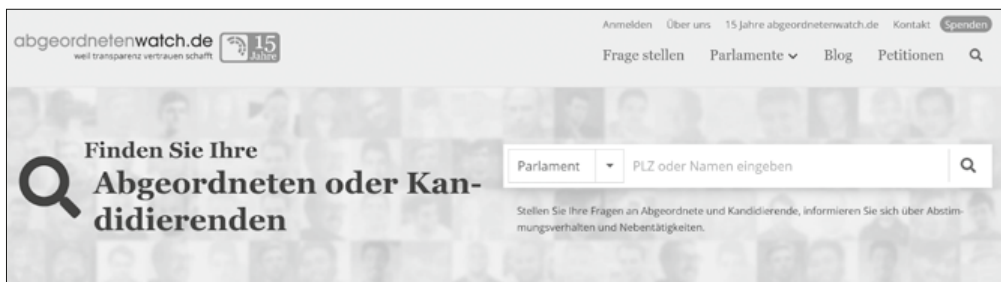 Anmelden Über uns 15 Jahre abgeordnetenwatch.de Kontakt Spenden
abgeordnetenwatch.de 15 Jahre
weil transparenz vertrauen schafft
Frage stellen Parlamente Blog Petitionen
Finden Sie Ihre
Abgeordneten oder Kan-
didierenden
Parlament PLZ oder Namen eingeben
Stellen Sie Ihre Fragen an Abgeordnete und Kandidierende, informieren Sie sich über Abstim-
mungsverhalten und Nebentätigkeiten.